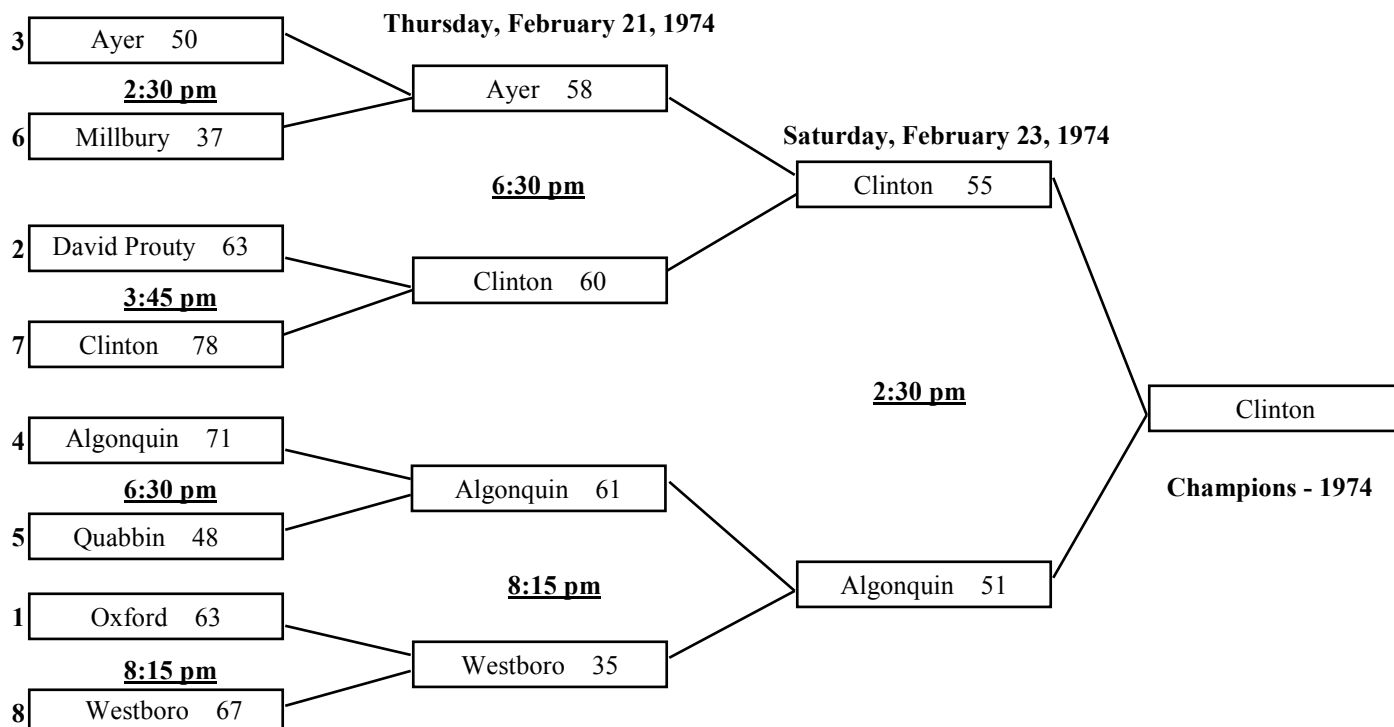 Thursday, February 21, 1974
3 Ayer 50
2:30 pm
6 Millbury 37
2 David Prouty 63
3:45 pm
7 Clinton 78
4 Algonquin 71
6:30 pm
5 Quabbin 48
1 Oxford 63
8:15 pm
8 Westboro 67
Ayer 58
6:30 pm
Clinton 60
Algonquin 61
8:15 pm
Westboro 35
Saturday, February 23, 1974
Clinton 55
2:30 pm
Algonquin 51
Clinton
Champions - 1974